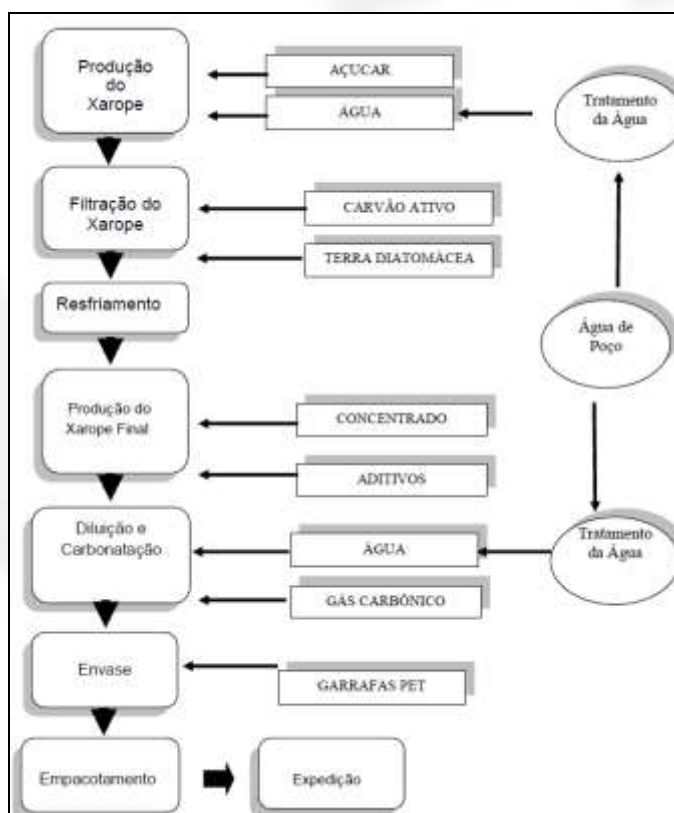 Produção
do
Xarope
AÇUCAR
ÁGUA
Tratamento
da Água
Filtração do
Xarope
CARVÃO ATIVO
TERRA DIATOMÀCEA
Resfriamento
Água de
Poço
Produção do
Xarope Final
CONCENTRADO
ADITIVOS
Diluição e
Carbonatação
ÁGUA
Tratamento
da Água
GÁS CARBÔNICO
Envase
GARRAFAS PET
Empacotamento
Expedição